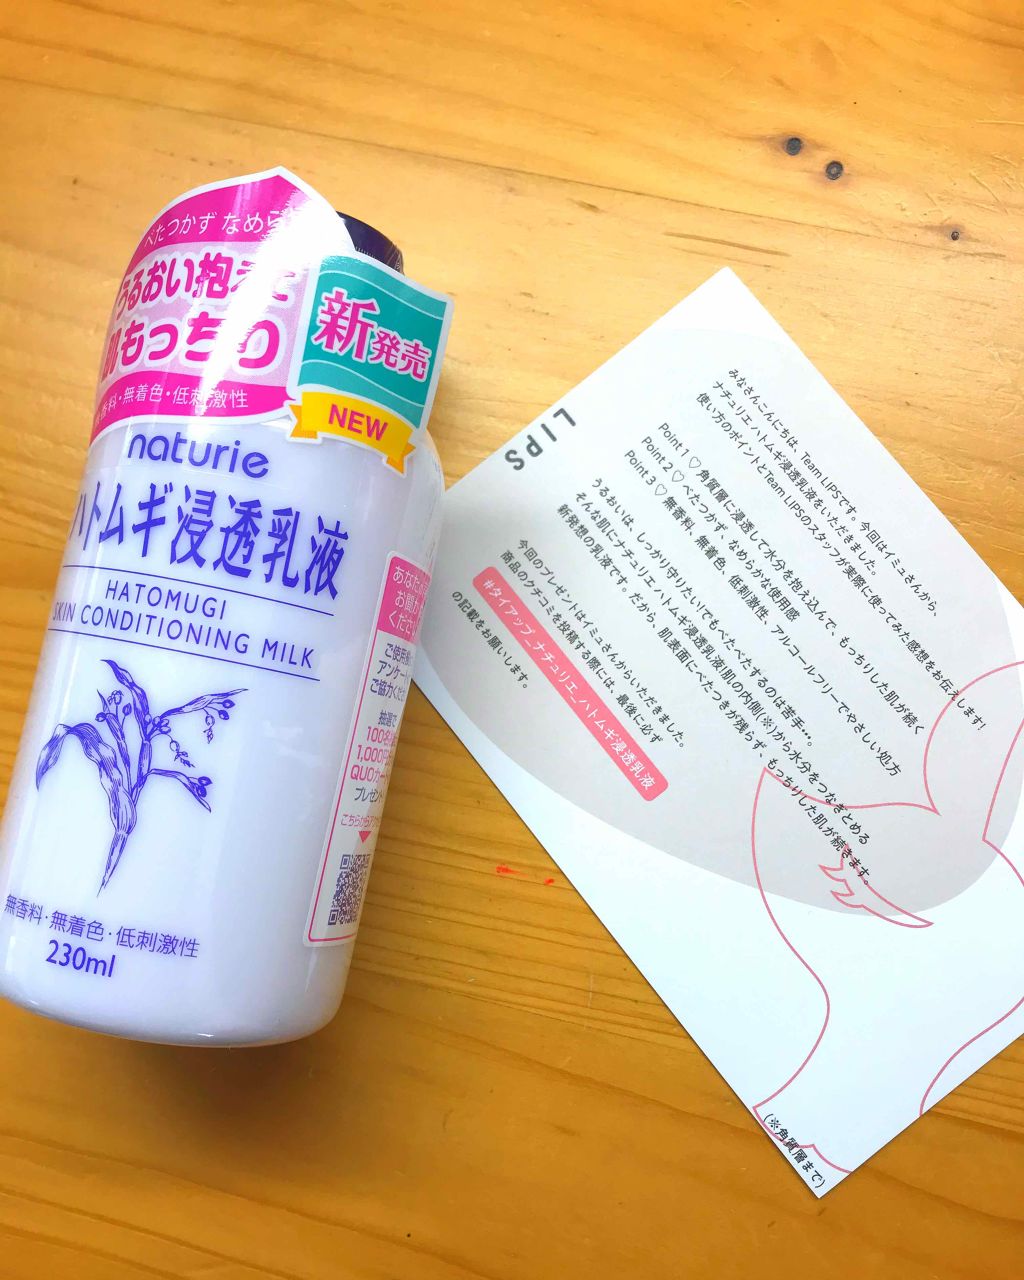 べたつかず なめら
うるおい抱えて
肌もっちり
香料・無着色・低刺激性
新発売
NEW
naturie
ハトムギ浸透乳液
HATOMUGI
SKIN CONDITIONING MILK
無香料・無着色・低刺激性
230ml
あなた
お聞か
ください
ご使用
アンケー
ご協力くだ
抽選で
100名
1,000円
QUOカー
プレゼント
こちらからア
LIPS
みなさんこんにちは、Team LIPSです。今回はイミュさんから、
ナチュリエ ハトムギ浸透乳液をいただきました。
使い方のポイントとTeam LIPSのスタッフが実際に使ってみた感想をお伝えします!
Point 1 ♡ 角質層に浸透して水分を抱え込んで、もっちりした肌が続く
Point 2 ♡ べたつかず、なめらかな使用感
Point 3 ♡ 無香料、無着色、低刺激性、アルコールフリーでやさしい処方
うるおいは、しっかり守りたいでもべたべたするのは苦手…。
そんな肌にナチュリエ ハトムギ浸透乳液!肌の内側(※)から水分をつなぎとめる
新発想の乳液です。だから、肌表面にべたつきが残らず、もっちりした肌が続きます。
今回のプレゼントはイミュさんからいただきました。
商品のクチコミを投稿する際には、最後に必ず
#タイアップ_ナチュリエ_ハトムギ浸透乳液
の記載をお願いします。
(※角質層まで)